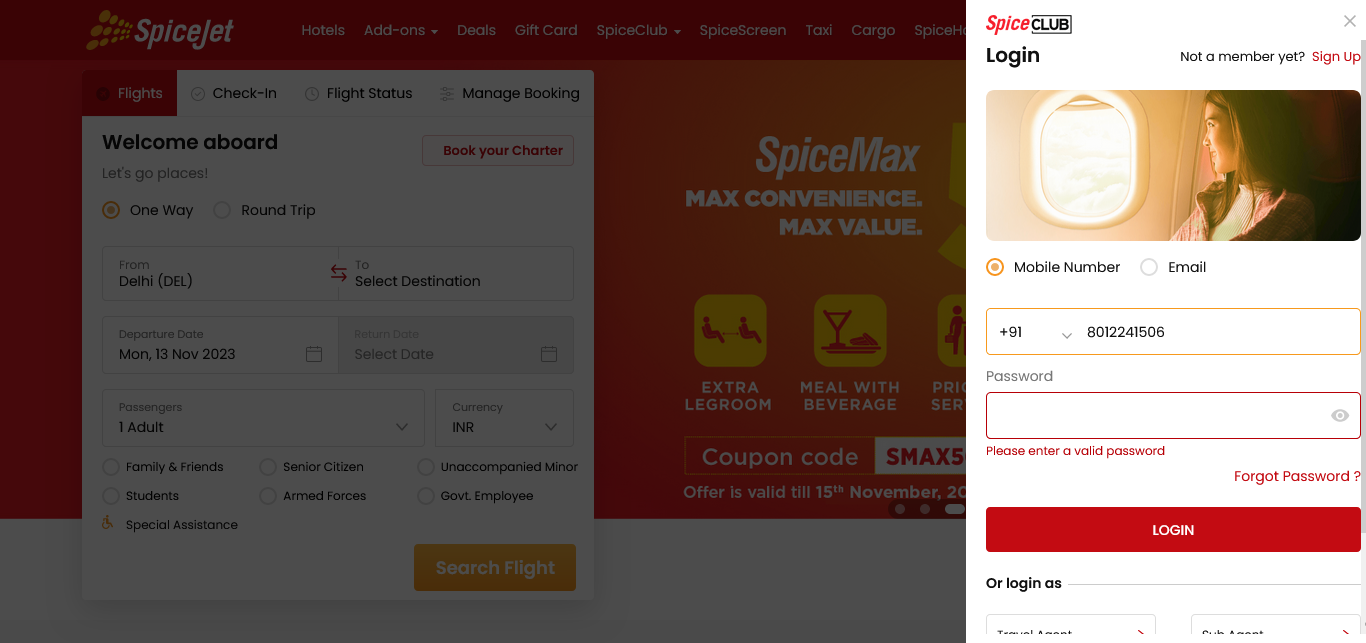 SpiceJet
Hotels Add-ons Deals Gift Card SpiceClub SpiceScreen Taxi Cargo
Flights Check-In Flight Status Manage Booking
Welcome aboard
Book your Charter
Let's go places!
One Way Round Trip
From
Delhi (DEL)
To
Select Destination
Departure Date
Mon, 13 Nov 2023
Return Date
Select Date
Passengers
1 Adult
Currency
INR
Family & Friends Senior Citizen Unaccompanied Minor
Students Armed Forces Govt. Employee
Special Assistance
Search Flight
SpiceMax
MAX CONVENIENCE.
MAX VALUE.
EXTRA
LEGROOM
MEAL WITH
BEVERAGE
Coupon code SMAX5
Offer is valid till 15th November, 20
SpiceCLUB
Login
Not a member yet? Sign Up
Mobile Number Email
+91 8012241506
Password
Please enter a valid password
Forgot Password ?
LOGIN
Or login as
Travel Agent Sub Agent